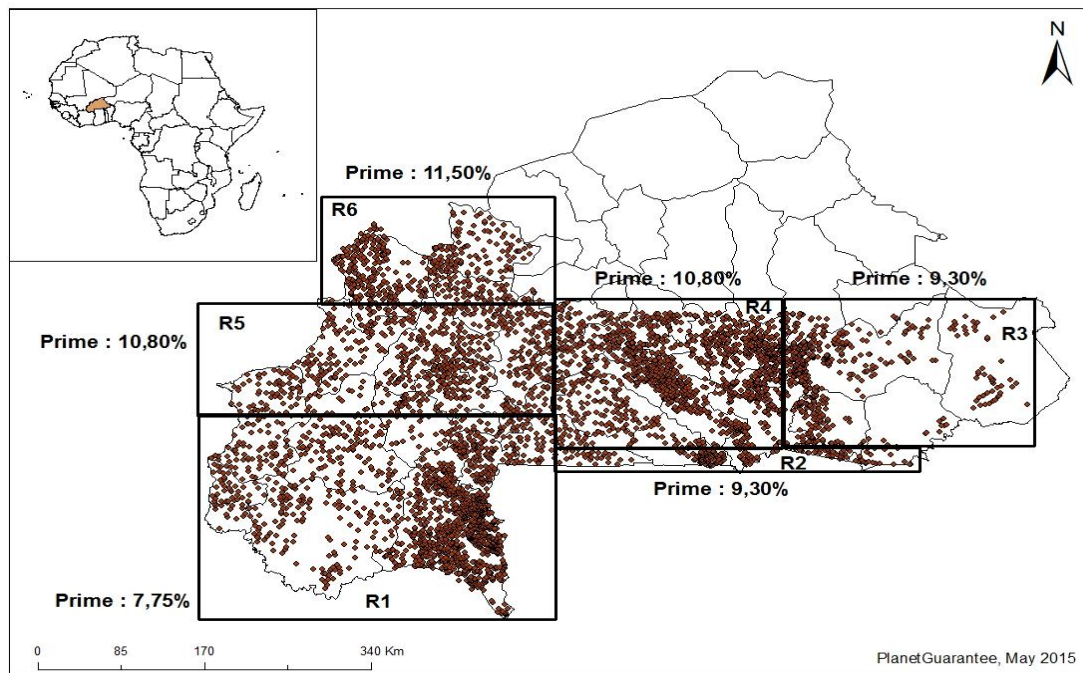 N
Prime : 11,50%
R6
Prime : 10,80%
Prime : 9,30%
R4
R5
R3
Prime : 10,80%
R2
Prime : 9,30%
Prime : 7,75%
R1
0 85 170 340 Km
PlanetGuarantee, May 2015